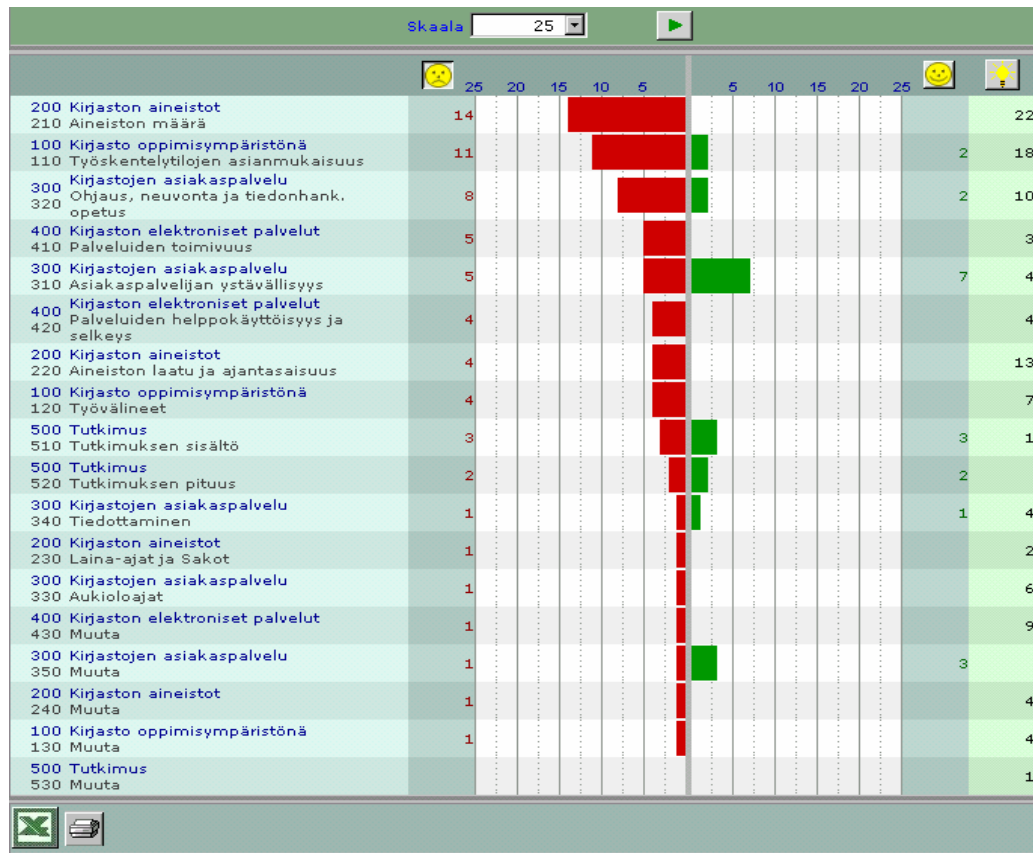 Skaala 25
25 20 15 10 5 5 10 15 20 25
200 Kirjaston aineistot
210 Aineiston määrä
14 22
100 Kirjasto oppimisympäristönä
110 Työskentelytilojen asianmukaisuus
11 2 18
300 Kirjastojen asiakaspalvelu
320 Ohjaus, neuvonta ja tiedonhank.
opetus
8 2 10
400 Kirjaston elektroniset palvelut
410 Palveluiden toimivuus
5 3
300 Kirjastojen asiakaspalvelu
310 Asiakaspalvelijan ystävällisyys
5 7 4
400 Kirjaston elektroniset palvelut
420 Palveluiden helppokäyttöisyys ja
selkeys
4 4
200 Kirjaston aineistot
220 Aineiston laatu ja ajantasaisuus
4 13
100 Kirjasto oppimisympäristönä
120 Työvälineet
4 7
500 Tutkimus
510 Tutkimuksen sisältö
3 3 1
500 Tutkimus
520 Tutkimuksen pituus
2 2
300 Kirjastojen asiakaspalvelu
340 Tiedottaminen
1 1 4
200 Kirjaston aineistot
230 Laina-ajat ja Sakot
1 2
300 Kirjastojen asiakaspalvelu
330 Aukioloajat
1 6
400 Kirjaston elektroniset palvelut
430 Muuta
1 9
300 Kirjastojen asiakaspalvelu
350 Muuta
1 3
200 Kirjaston aineistot
240 Muuta
1 4
100 Kirjasto oppimisympäristönä
130 Muuta
1 4
500 Tutkimus
530 Muuta
1